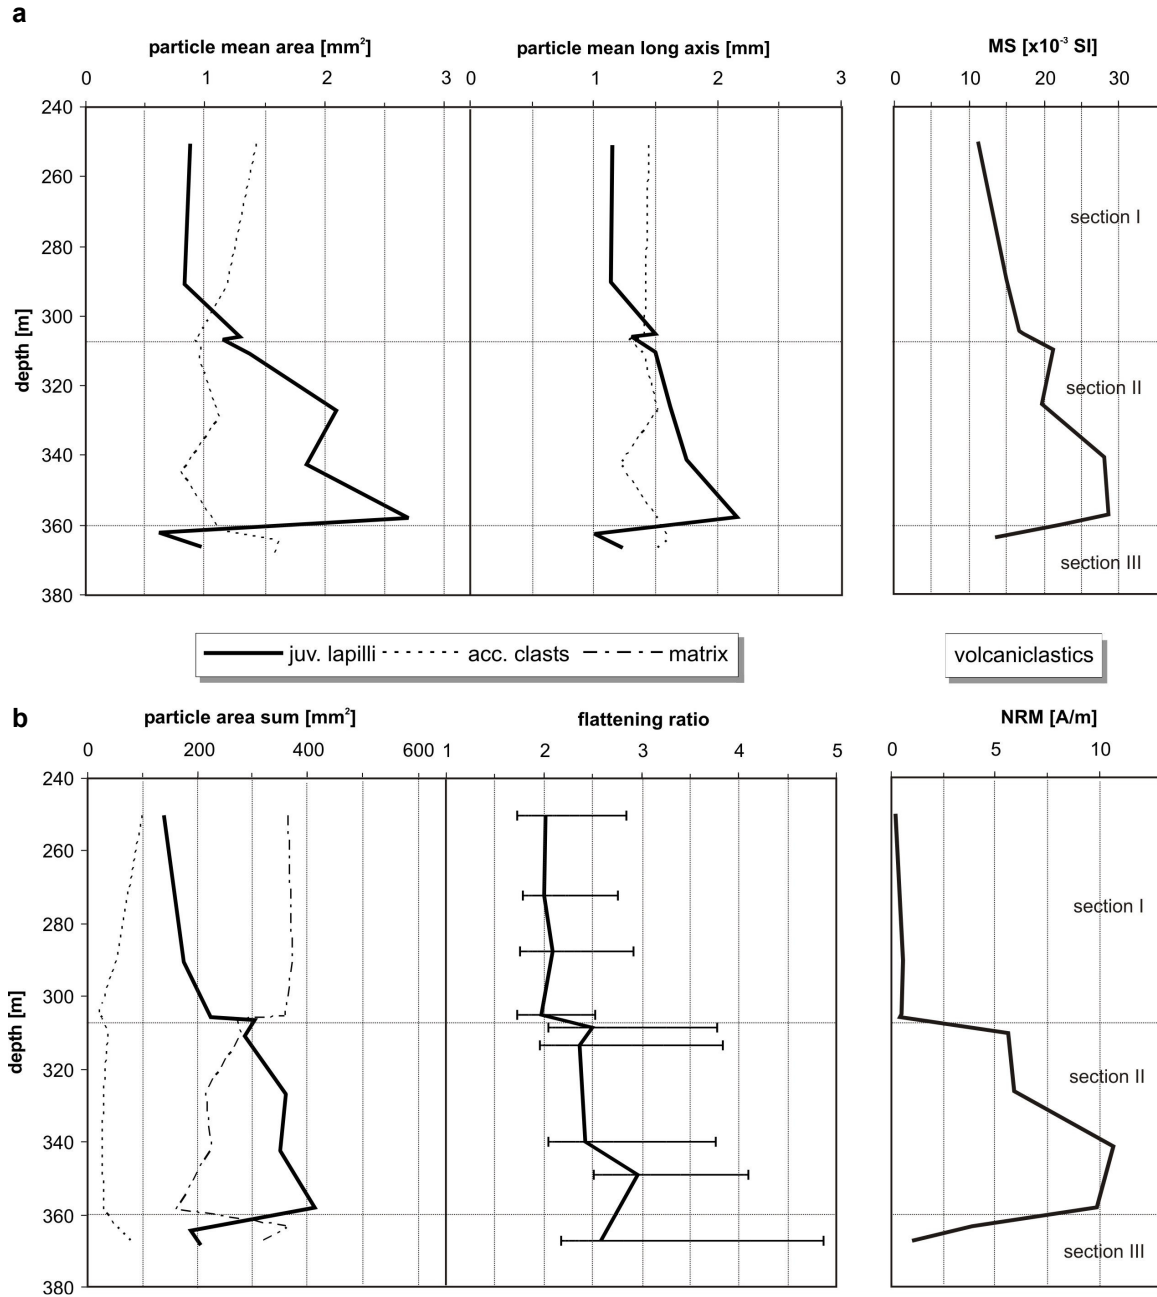 a
particle mean area [mm²] particle mean long axis [mm] MS [x10⁻³ SI]
0 1 2 3 0 1 2 3 0 10 20 30
240
260
section I
280
300
depth [m]
320
section II
340
360
section III
380
juv. lapilli acc. clasts matrix
volcaniclastics
b
particle area sum [mm²] flattening ratio NRM [A/m]
0 200 400 600 1 2 3 4 5 0 5 10
240
260
section I
280
300
depth [m]
320
section II
340
360
section III
380